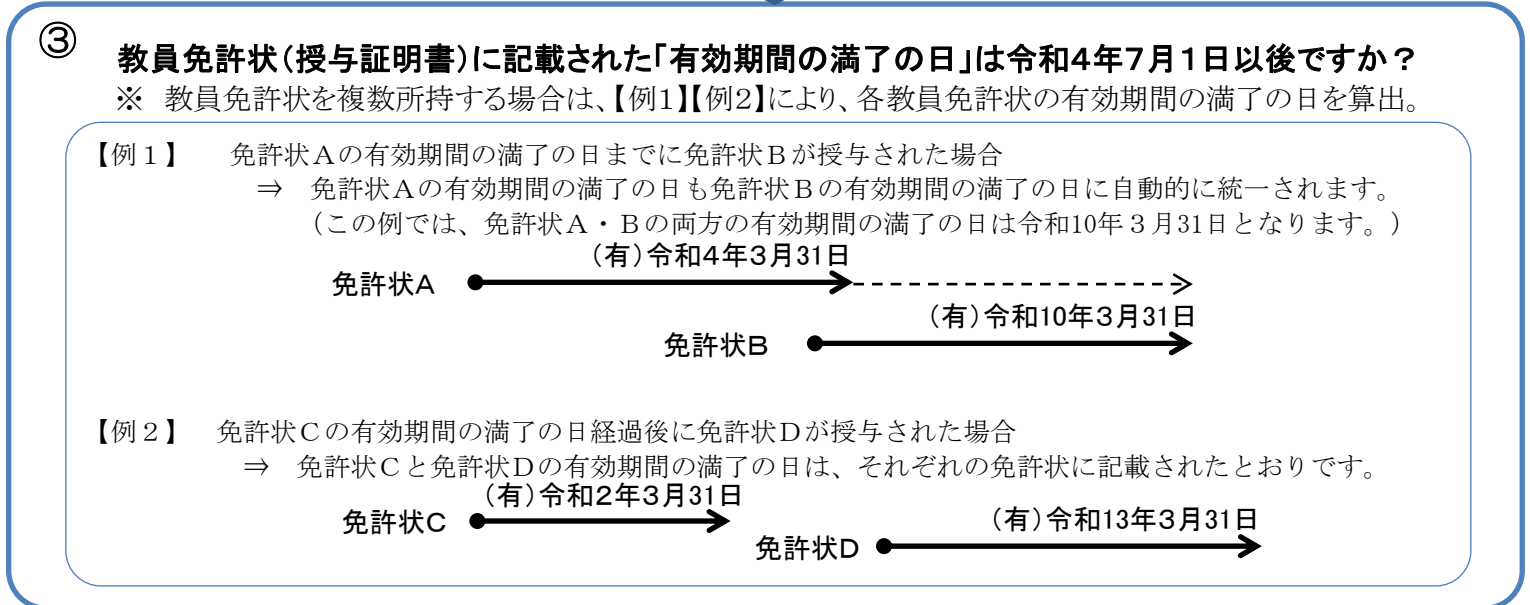 ③
教員免許状(授与証明書)に記載された「有効期間の満了の日」は令和4年7月1日以後ですか?
※ 教員免許状を複数所持する場合は、【例1】【例2】により、各教員免許状の有効期間の満了の日を算出。
【例1】 免許状Aの有効期間の満了の日までに免許状Bが授与された場合
⇒ 免許状Aの有効期間の満了の日も免許状Bの有効期間の満了の日に自動的に統一されます。
(この例では、免許状A・Bの両方の有効期間の満了の日は令和10年3月31日となります。)
(有)令和4年3月31日
免許状A
(有)令和10年3月31日
免許状B
【例2】 免許状Cの有効期間の満了の日経過後に免許状Dが授与された場合
⇒ 免許状Cと免許状Dの有効期間の満了の日は、それぞれの免許状に記載されたとおりです。
(有)令和2年3月31日
免許状C
(有)令和13年3月31日
免許状D